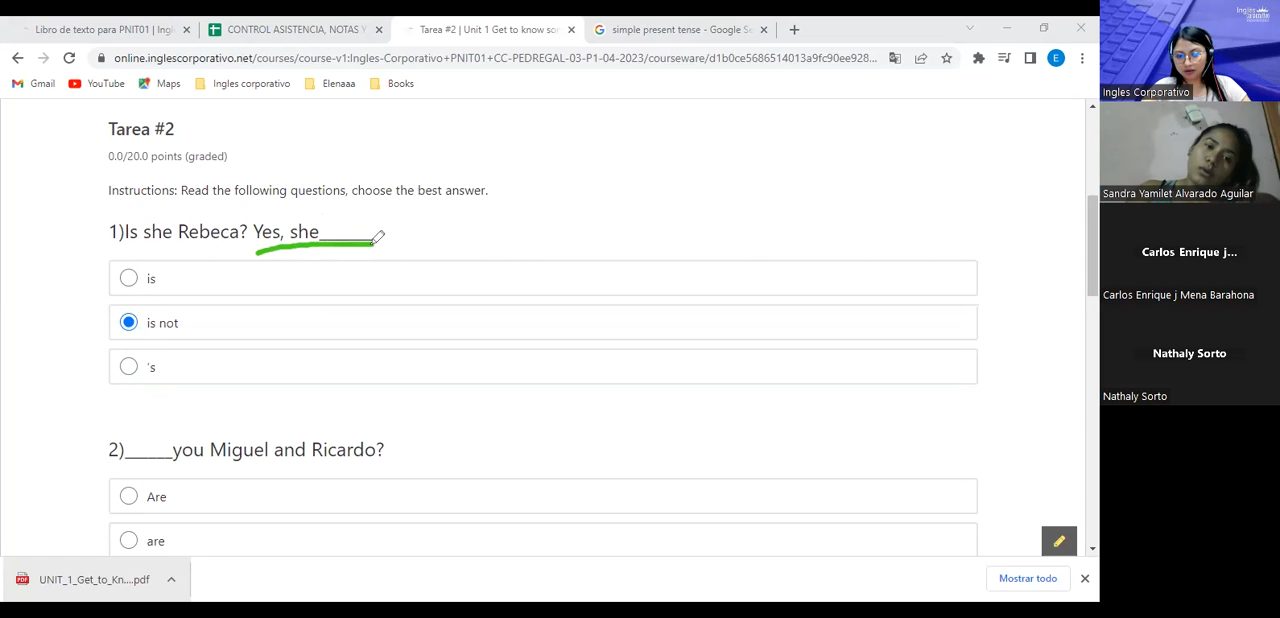 Libro de texto para PNIT01 | Ingl
CONTROL ASISTENCIA, NOTAS Y
Tarea #2 | Unit 1 Get to know so
simple present tense - Google Se
online.inglescorporativo.net/courses/course-v1:Ingles-Corporativo+PNIT01+PC-PEDREGAL-03-P1-04-2023/courseware/d1b0ce5686514013a9fc90ee928...
E
Gmail
YouTube
Maps
Ingles corporativo
Elenaaa
Books
Tarea #2
0.0/20.0 points (graded)
Instructions: Read the following questions, choose the best answer.
1)Is she Rebeca? Yes, she______
is
is not
's
2)_____you Miguel and Ricardo?
Are
are
UNIT_1_Get_to_Kn....pdf
Mostrar todo
Ingles Corporativo
Sandra Yamilet Alvarado Aguilar
Carlos Enrique j...
Carlos Enrique j Mena Barahona
Nathaly Sorto
Nathaly Sorto